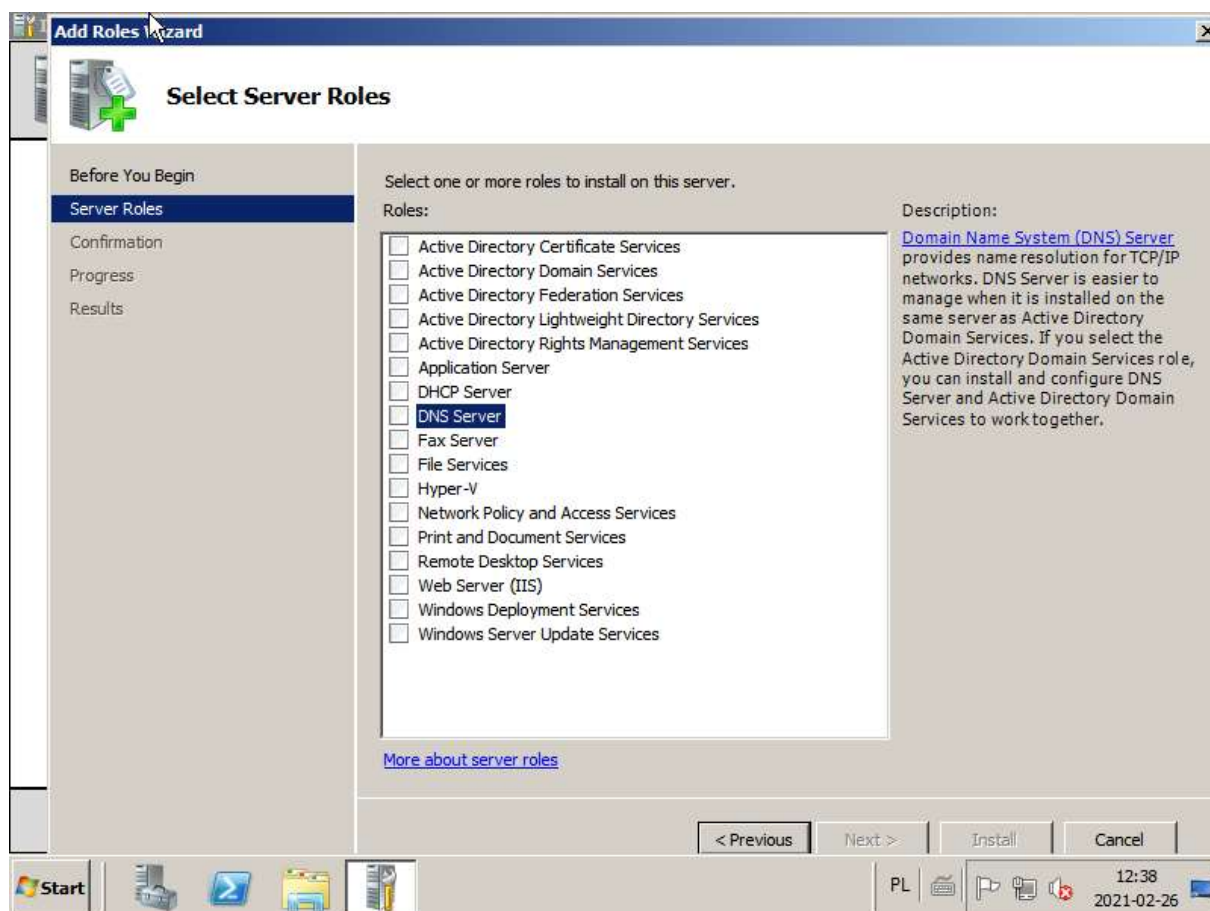 Add Roles Wizard
Select Server Roles
Before You Begin
Server Roles
Confirmation
Progress
Results
Select one or more roles to install on this server.
Roles:
Active Directory Certificate Services
Active Directory Domain Services
Active Directory Federation Services
Active Directory Lightweight Directory Services
Active Directory Rights Management Services
Application Server
DHCP Server
DNS Server
Fax Server
File Services
Hyper-V
Network Policy and Access Services
Print and Document Services
Remote Desktop Services
Web Server (IIS)
Windows Deployment Services
Windows Server Update Services
More about server roles
Description:
Domain Name System (DNS) Server
provides name resolution for TCP/IP
networks. DNS Server is easier to
manage when it is installed on the
same server as Active Directory
Domain Services. If you select the
Active Directory Domain Services role,
you can install and configure DNS
Server and Active Directory Domain
Services to work together.
< Previous
Next >
Install
Cancel
Start
PL
12:38
2021-02-26